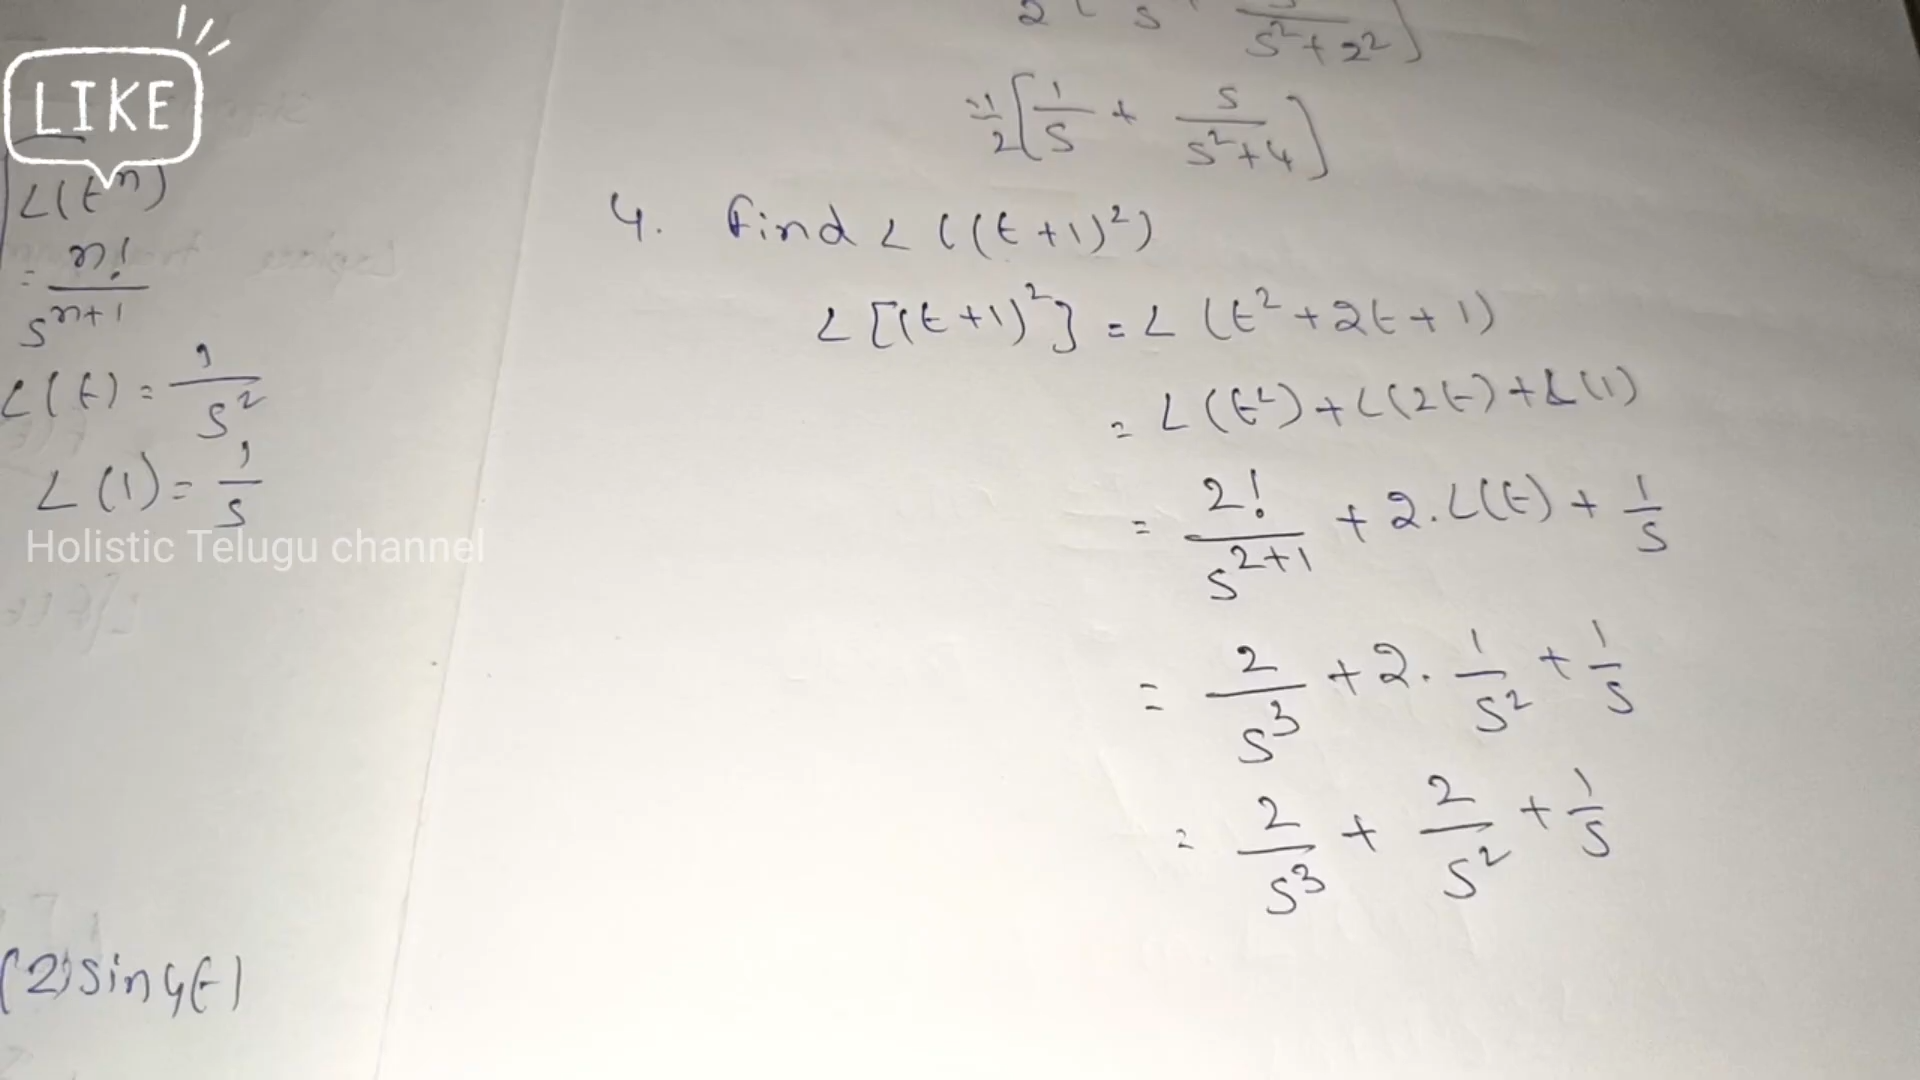 LIKE
L(tⁿ)
= n! / sⁿ⁺¹
L(t) = 1/s²
L(1) = 1/s
Holistic Telugu channel
(2) sin 4t)
s² + 2² ]
= 1/2 [ 1/s + s/(s² + 4) ]
4. Find L((t+1)²)
L[(t+1)²] = L(t² + 2t + 1)
= L(t²) + L(2t) + L(1)
= 2!/s²⁺¹ + 2.L(t) + 1/s
= 2/s³ + 2. 1/s² + 1/s
= 2/s³ + 2/s² + 1/s